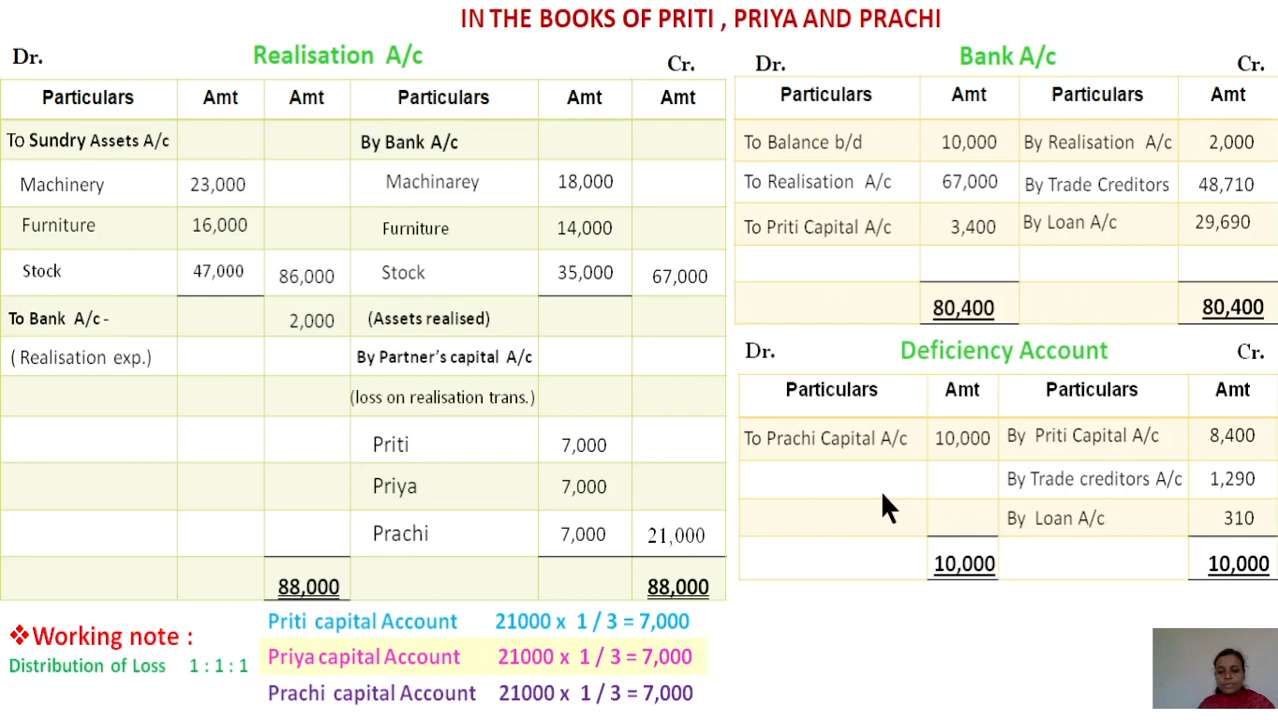 IN THE BOOKS OF PRITI , PRIYA AND PRACHI
Dr. Realisation A/c Cr.
Particulars Amt Amt Particulars Amt Amt
To Sundry Assets A/c By Bank A/c
Machinery 23,000 Machinarey 18,000
Furniture 16,000 Furniture 14,000
Stock 47,000 86,000 Stock 35,000 67,000
To Bank A/c - 2,000 (Assets realised)
( Realisation exp.) By Partner's capital A/c
(loss on realisation trans.)
Priti 7,000
Priya 7,000
Prachi 7,000 21,000
88,000 88,000
Dr. Bank A/c Cr.
Particulars Amt Particulars Amt
To Balance b/d 10,000 By Realisation A/c 2,000
To Realisation A/c 67,000 By Trade Creditors 48,710
To Priti Capital A/c 3,400 By Loan A/c 29,690
80,400 80,400
Dr. Deficiency Account Cr.
Particulars Amt Particulars Amt
To Prachi Capital A/c 10,000 By Priti Capital A/c 8,400
By Trade creditors A/c 1,290
By Loan A/c 310
10,000 10,000
❖Working note :
Distribution of Loss 1 : 1 : 1
Priti capital Account 21000 x 1 / 3 = 7,000
Priya capital Account 21000 x 1 / 3 = 7,000
Prachi capital Account 21000 x 1 / 3 = 7,000